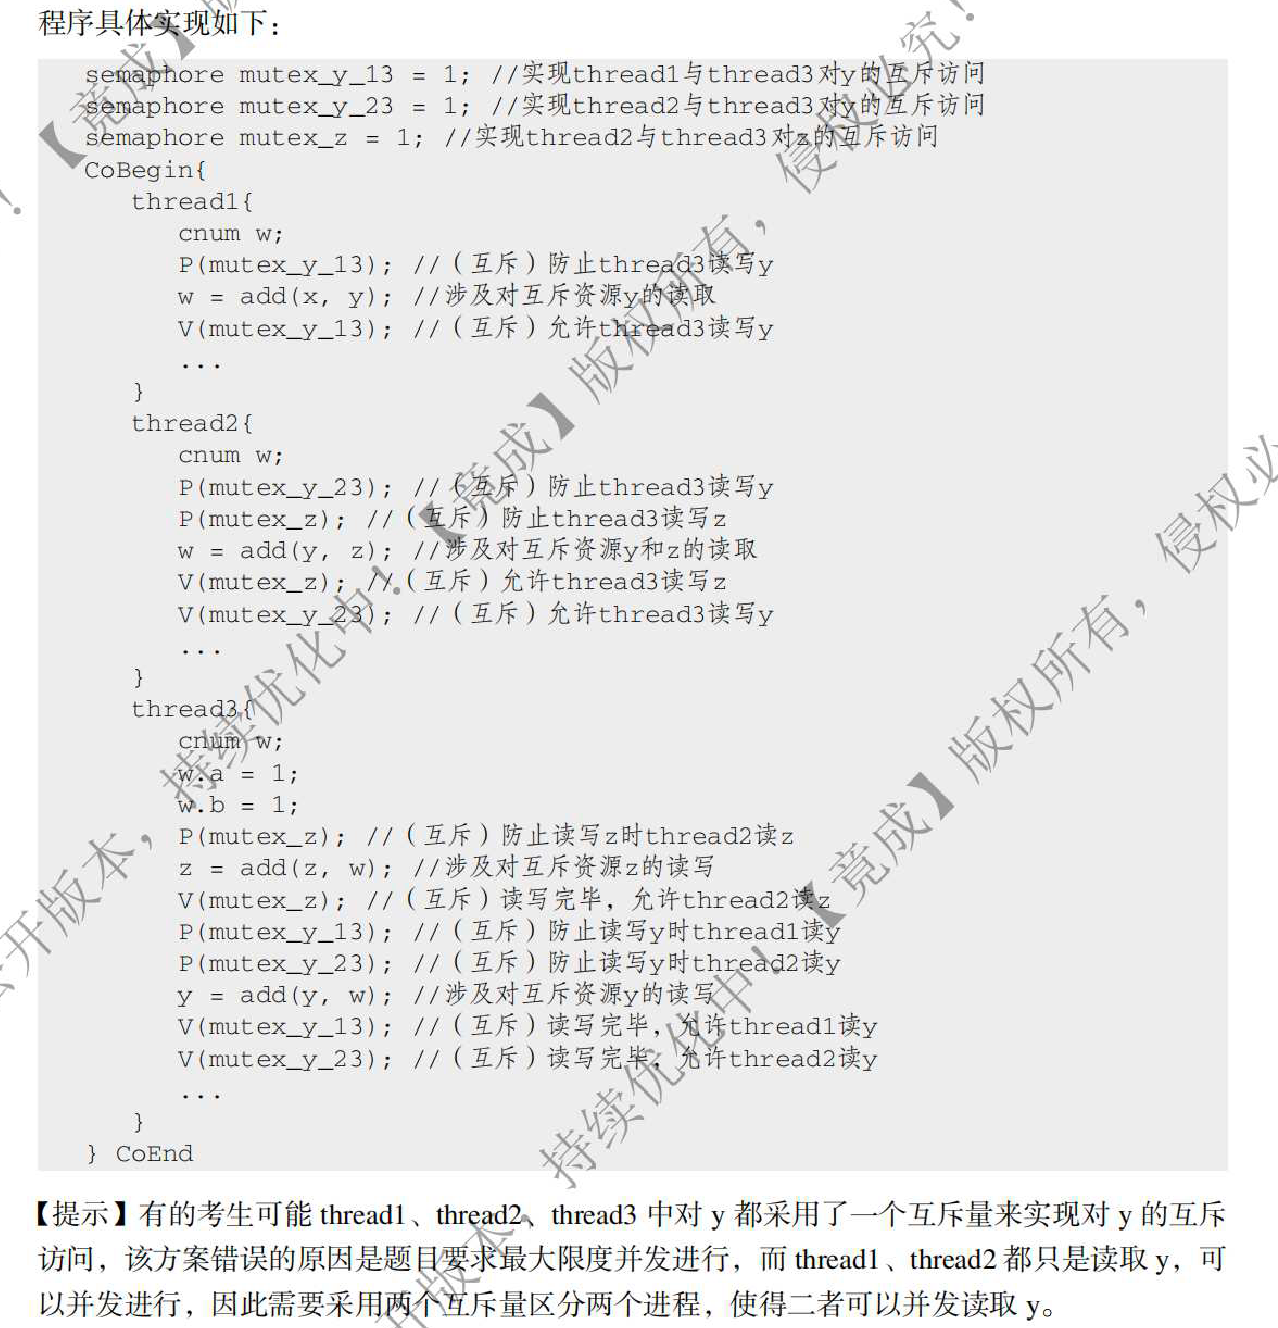 程序具体实现如下：
semaphore mutex_y_13 = 1; //实现thread1与thread3对y的互斥访问
semaphore mutex_y_23 = 1; //实现thread2与thread3对y的互斥访问
semaphore mutex_z = 1; //实现thread2与thread3对z的互斥访问
CoBegin{
thread1{
cnum w;
P(mutex_y_13); //（互斥）防止thread3读写y
w = add(x, y); //涉及对互斥资源y的读取
V(mutex_y_13); //（互斥）允许thread3读写y
...
}
thread2{
cnum w;
P(mutex_y_23); //（互斥）防止thread3读写y
P(mutex_z); //（互斥）防止thread3读写z
w = add(y, z); //涉及对互斥资源y和z的读取
V(mutex_z); //（互斥）允许thread3读写z
V(mutex_y_23); //（互斥）允许thread3读写y
...
}
thread3{
cnum w;
w.a = 1;
w.b = 1;
P(mutex_z); //（互斥）防止读写z时thread2读z
z = add(z, w); //涉及对互斥资源z的读写
V(mutex_z); //（互斥）读写完毕，允许thread2读z
P(mutex_y_13); //（互斥）防止读写y时thread1读y
P(mutex_y_23); //（互斥）防止读写y时thread2读y
y = add(y, w); //涉及对互斥资源y的读写
V(mutex_y_13); //（互斥）读写完毕，允许thread1读y
V(mutex_y_23); //（互斥）读写完毕，允许thread2读y
...
}
} CoEnd
【提示】有的考生可能 thread1、thread2、thread3 中对 y 都采用了一个互斥量来实现对 y 的互斥
访问，该方案错误的原因是题目要求最大限度并发进行，而 thread1、thread2 都只是读取 y，可
以并发进行，因此需要采用两个互斥量区分两个进程，使得二者可以并发读取 y。
【竟成】版权所有，侵权必究！
开版本，持续优化中！【竟成】版权所有，侵权必究！
开版本，持续优化中！【竟成】版权所有，侵权必